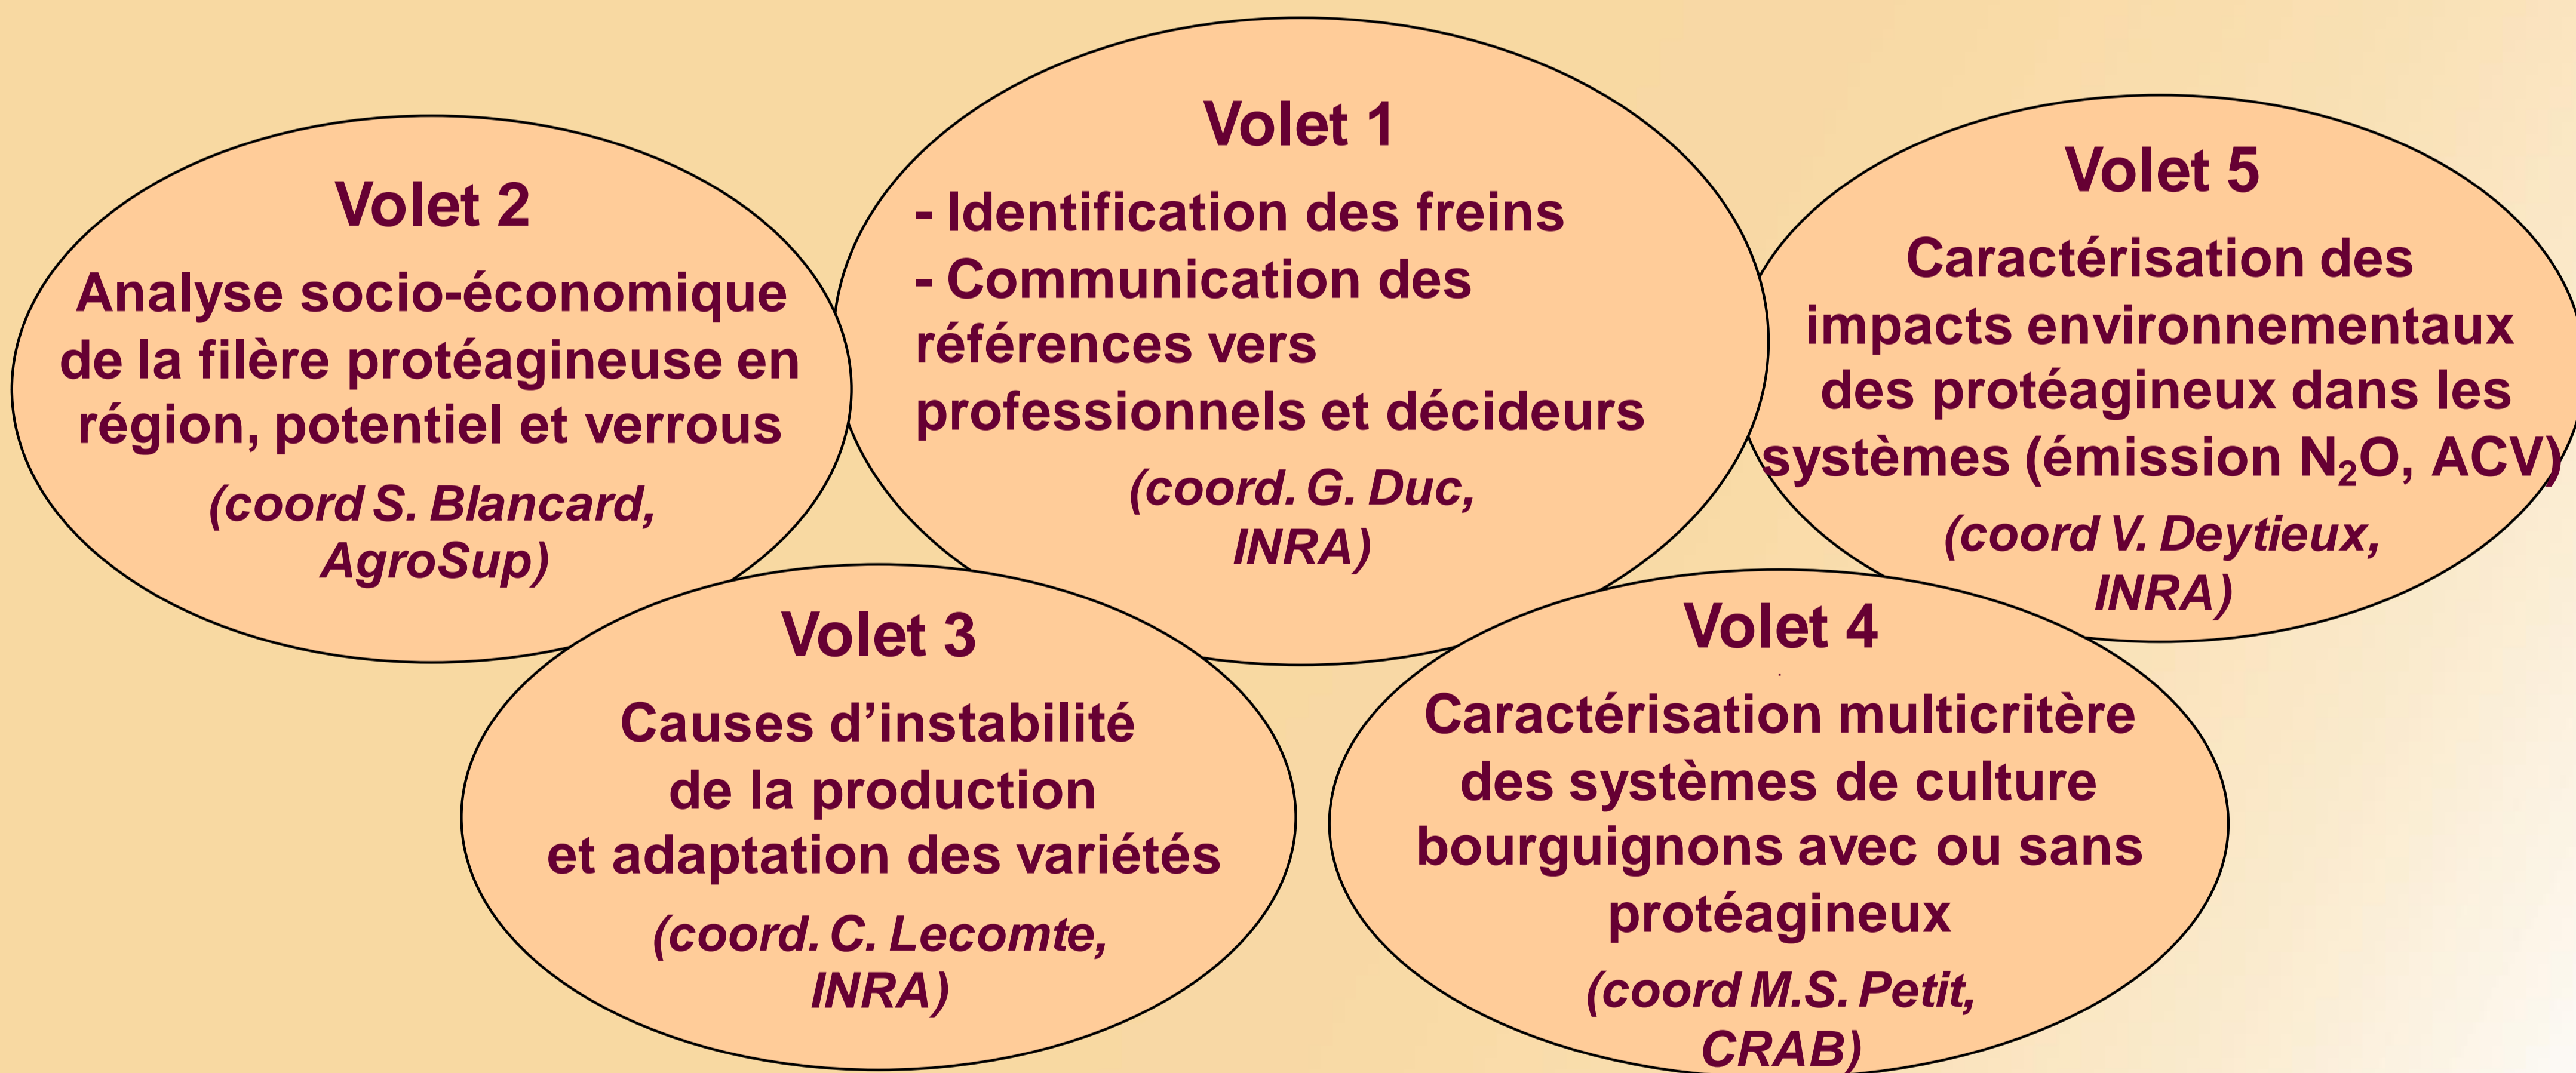 Volet 1
- Identification des freins
- Communication des
références vers
professionnels et décideurs
(coord. G. Duc,
INRA)
Volet 2
Analyse socio-économique
de la filère protéagineuse en
région, potentiel et verrous
(coord S. Blancard,
AgroSup)
Volet 3
Causes d’instabilité
de la production
et adaptation des variétés
(coord. C. Lecomte,
INRA)
Volet 4
.
Caractérisation multicritère
des systèmes de culture
bourguignons avec ou sans
protéagineux
(coord M.S. Petit,
CRAB)
Volet 5
Caractérisation des
impacts environnementaux
des protéagineux dans les
systèmes (émission N₂O, ACV)
(coord V. Deytieux,
INRA)